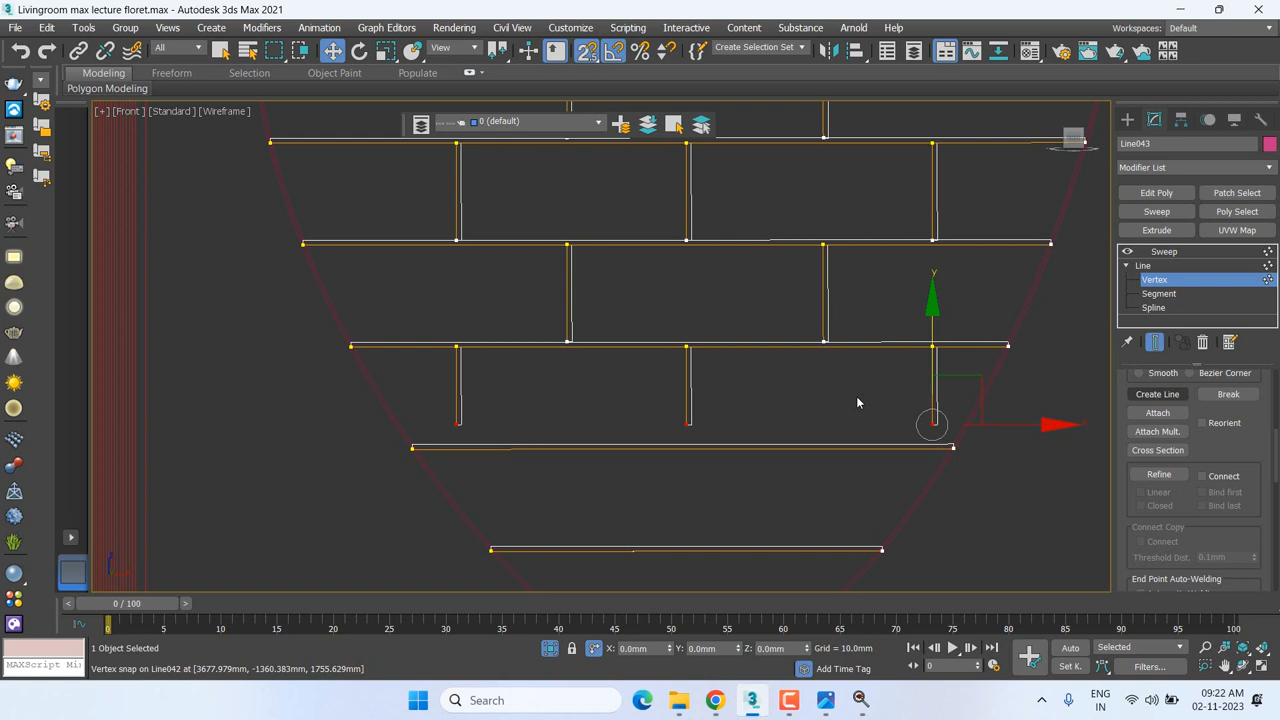 Livingroom max lecture floret.max - Autodesk 3ds Max 2021
File Edit Tools Group Views Create Modifiers Animation Graph Editors Rendering Civil View Customize Scripting Interactive Content Substance Arnold Help
Workspaces: Default
All View Create Selection Set
Modeling Freeform Selection Object Paint Populate
Polygon Modeling
[+] [Front] [Standard] [Wireframe]
0 (default)
Line043
Modifier List
Edit Poly Patch Select
Sweep Poly Select
Extrude UVW Map
Sweep
Line
Vertex
Segment
Spline
y
Smooth Bezier Corner
Create Line Break
Attach
Reorient
Attach Mult.
Cross Section
Refine Connect
Linear Bind first
Closed Bind last
Connect Copy
Connect
Threshold Dist. 0.1mm
End Point Auto-Welding
< 0 / 100 >
0 5 10 15 20 25 30 35 40 45 50 55 60 65 70 75 80 85 90 95 100
1 Object Selected
X: 0.0mm Y: 0.0mm Z: 0.0mm Grid = 10.0mm
Auto Selected
MAXScript Mi
Vertex snap on Line042 at [3677.979mm, -1360.383mm, 1755.629mm]
Add Time Tag
0
Set K. Filters...
Search
ENG
IN
09:22 AM
02-11-2023